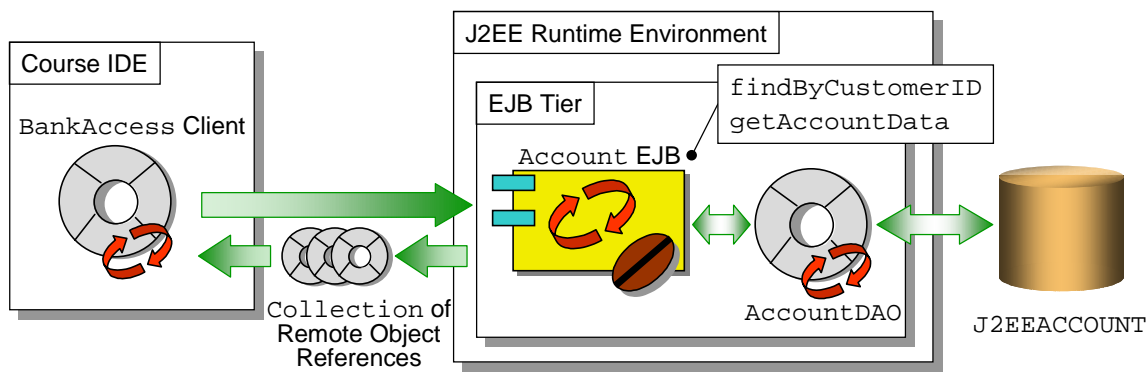 J2EE Runtime Environment
Course IDE
EJB Tier
findByCustomerID
getAccountData
BankAccess Client
Account EJB
Collection of
Remote Object
References
AccountDAO
J2EEACCOUNT